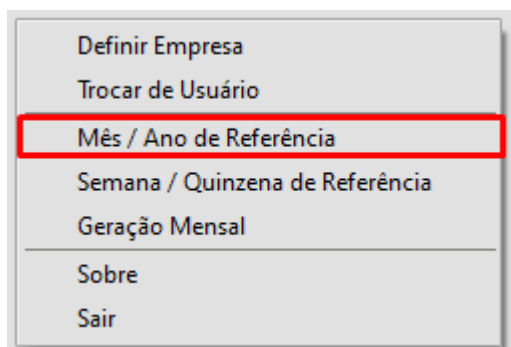 Definir Empresa
Trocar de Usuário
Mês / Ano de Referência
Semana / Quinzena de Referência
Geração Mensal
Sobre
Sair